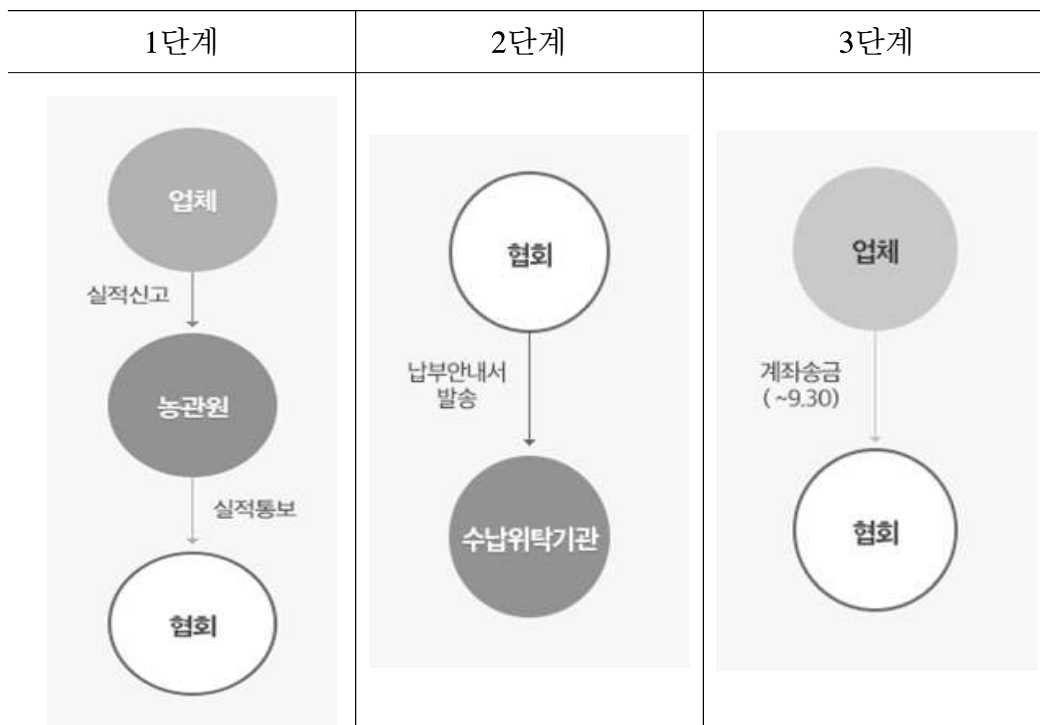 1단계
2단계
3단계
업체
실적신고
농관원
실적통보
협회
협회
납부안내서
발송
수납위탁기관
업체
계좌송금
( ~9.30)
협회